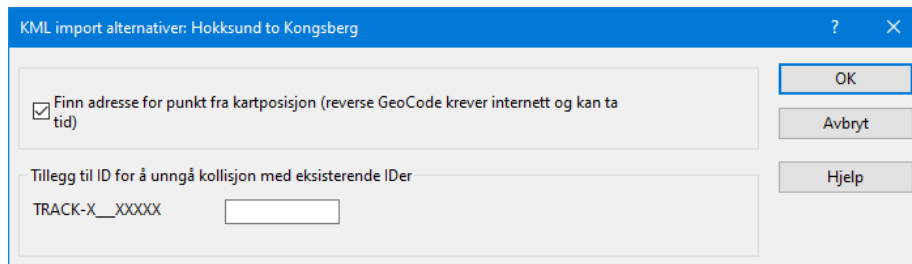 KML import alternativer: Hokksund to Kongsberg
Finn adresse for punkt fra kartposisjon (reverse GeoCode krever internett og kan ta
tid)
OK
Avbryt
Tillegg til ID for å unngå kollisjon med eksisterende IDer
Hjelp
TRACK-X__XXXXX